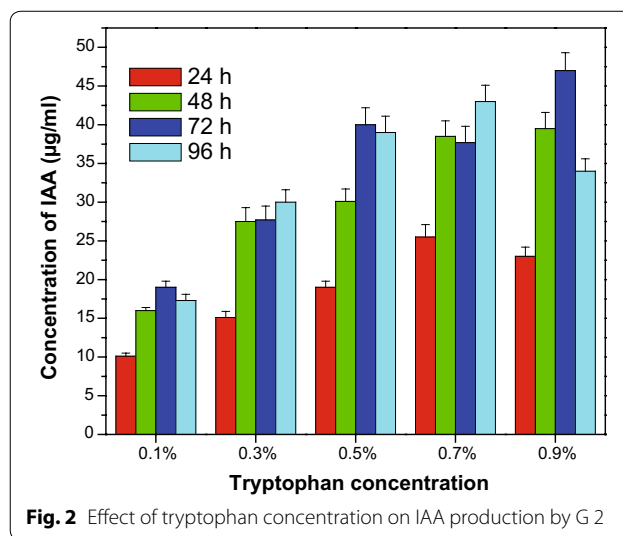 50
45
40
35
30
25
20
15
10
5
0
Concentration of IAA (µg/ml)
24 h
48 h
72 h
96 h
0.1% 0.3% 0.5% 0.7% 0.9%
Tryptophan concentration
Fig. 2 Effect of tryptophan concentration on IAA production by G 2